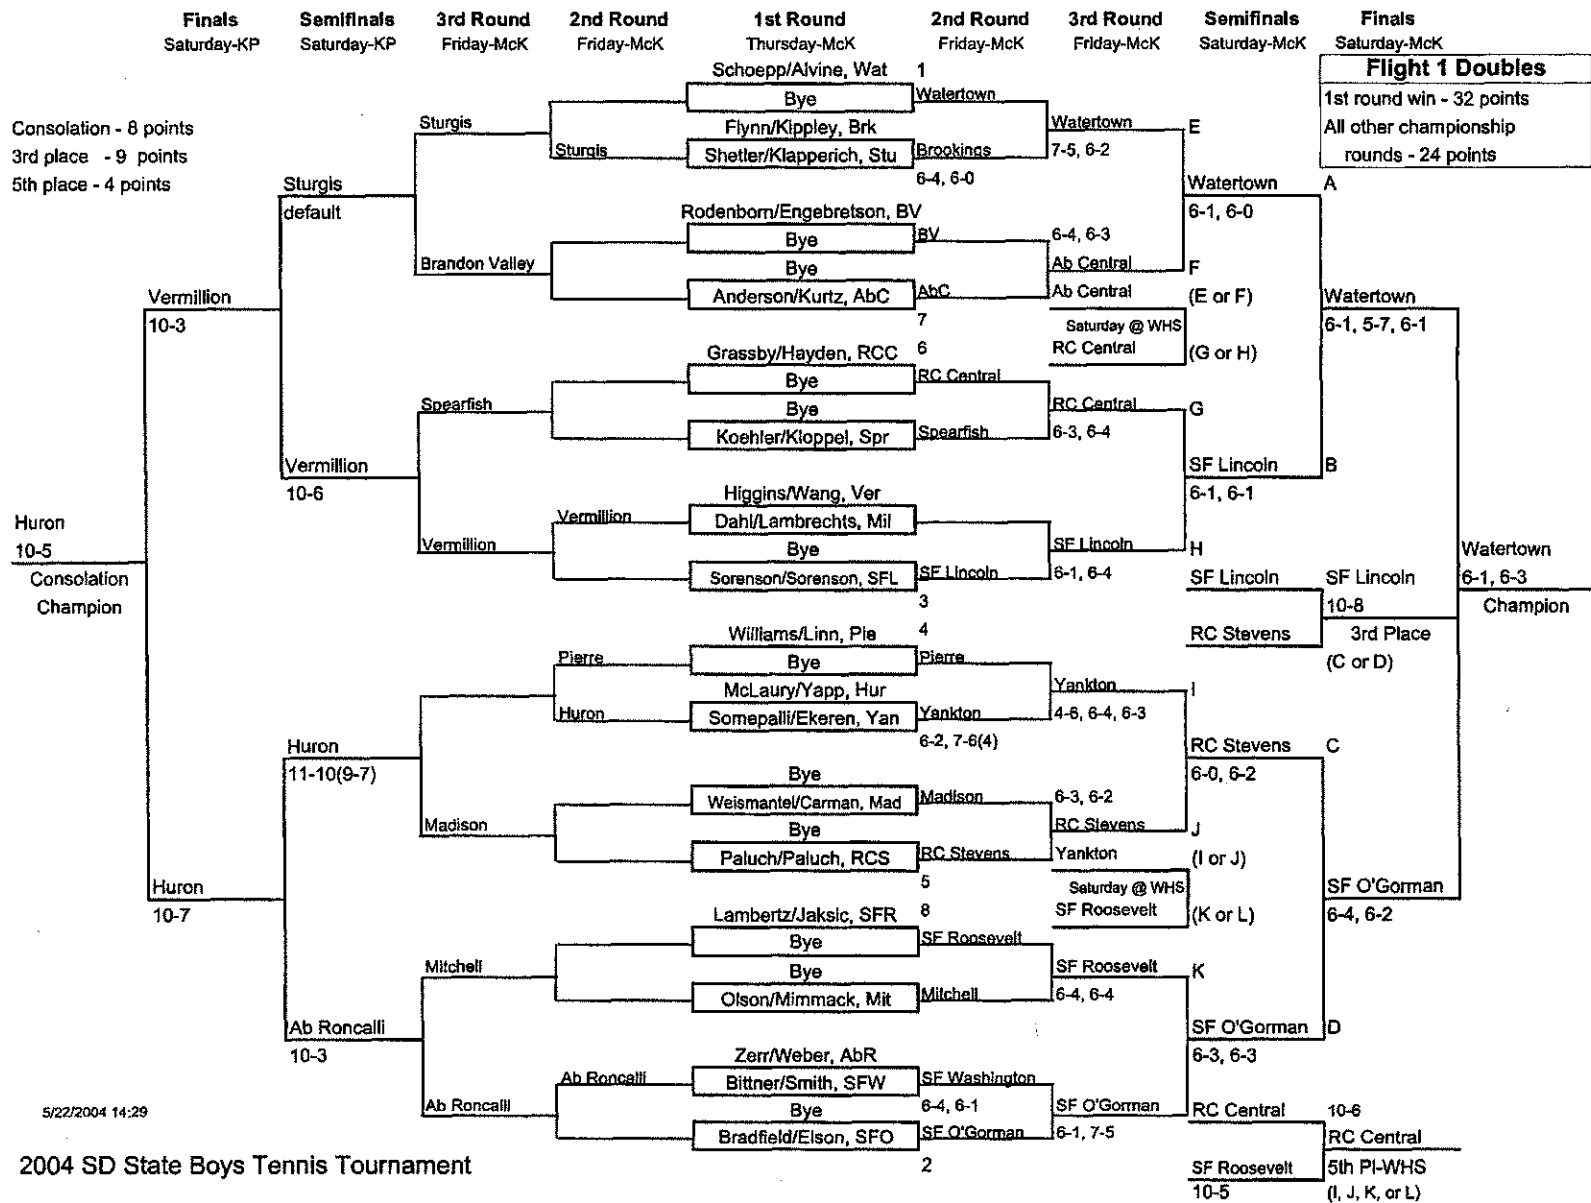 Finals Semifinals 3rd Round 2nd Round 1st Round 2nd Round 3rd Round Semifinals Finals
Saturday-KP Saturday-KP Friday-McK Friday-McK Thursday-McK Friday-McK Friday-McK Saturday-McK Saturday-McK
Flight 1 Doubles
1st round win - 32 points
All other championship
rounds - 24 points
Consolation - 8 points
3rd place - 9 points
5th place - 4 points
Schoepp/Alvine, Wat 1
Bye Watertown
Flynn/Kippley, Brk
Sturgis
Watertown E
7-5, 6-2
Sturgis Shetler/Klapperich, Stu Brookings
6-4, 6-0
Sturgis
default
Watertown A
6-1, 6-0
Rodenborn/Engebretson, BV
Bye BV 6-4, 6-3
Brandon Valley Bye Ab Central F
Anderson/Kurtz, AbC AbC Ab Central (E or F)
7
Vermillion
10-3
Watertown
6-1, 5-7, 6-1
Saturday @ WHS
6 RC Central (G or H)
Grassby/Hayden, RCC
Bye RC Central
Spearfish Bye RC Central G
6-3, 6-4
Koehler/Kloppel, Spr Spearfish
Vermillion
10-6
SF Lincoln B
6-1, 6-1
Higgins/Wang, Ver
Vermillion Dahl/Lambrechts, Mil
Vermillion Bye SF Lincoln H
6-1, 6-4
Sorenson/Sorenson, SFL SF Lincoln
3
Huron
10-5
Consolation
Champion
Watertown
6-1, 6-3
Champion
SF Lincoln SF Lincoln
10-8
RC Stevens 3rd Place
(C or D)
Williams/Linn, Pie 4
Pierre Bye Pierre
McLaury/Yapp, Hur Yankton I
4-6, 6-4, 6-3
Huron Somepalli/Ekeren, Yan Yankton
6-2, 7-6(4)
Huron
11-10(9-7)
RC Stevens C
6-0, 6-2
Bye
Weismantel/Carman, Mad Madison 6-3, 6-2
Madison Bye RC Stevens J
Paluch/Paluch, RCS RC Stevens Yankton (I or J)
5
Saturday @ WHS
8 SF Roosevelt (K or L)
Huron
10-7
SF O'Gorman
6-4, 6-2
Lambertz/Jaksic, SFR
Bye SF Roosevelt
Mitchell Bye SF Roosevelt K
6-4, 6-4
Olson/Mimmack, Mit Mitchell
Ab Roncalli
10-3
SF O'Gorman D
6-3, 6-3
Zerr/Weber, AbR
Ab Roncalli Bittner/Smith, SFW SF Washington
6-4, 6-1
Ab Roncalli Bye SF O'Gorman
6-1, 7-5
Bradfield/Elson, SFO SF O'Gorman
2
RC Central 10-6
RC Central
SF Roosevelt 5th Pl-WHS
10-5 (I, J, K, or L)
5/22/2004 14:29
2004 SD State Boys Tennis Tournament